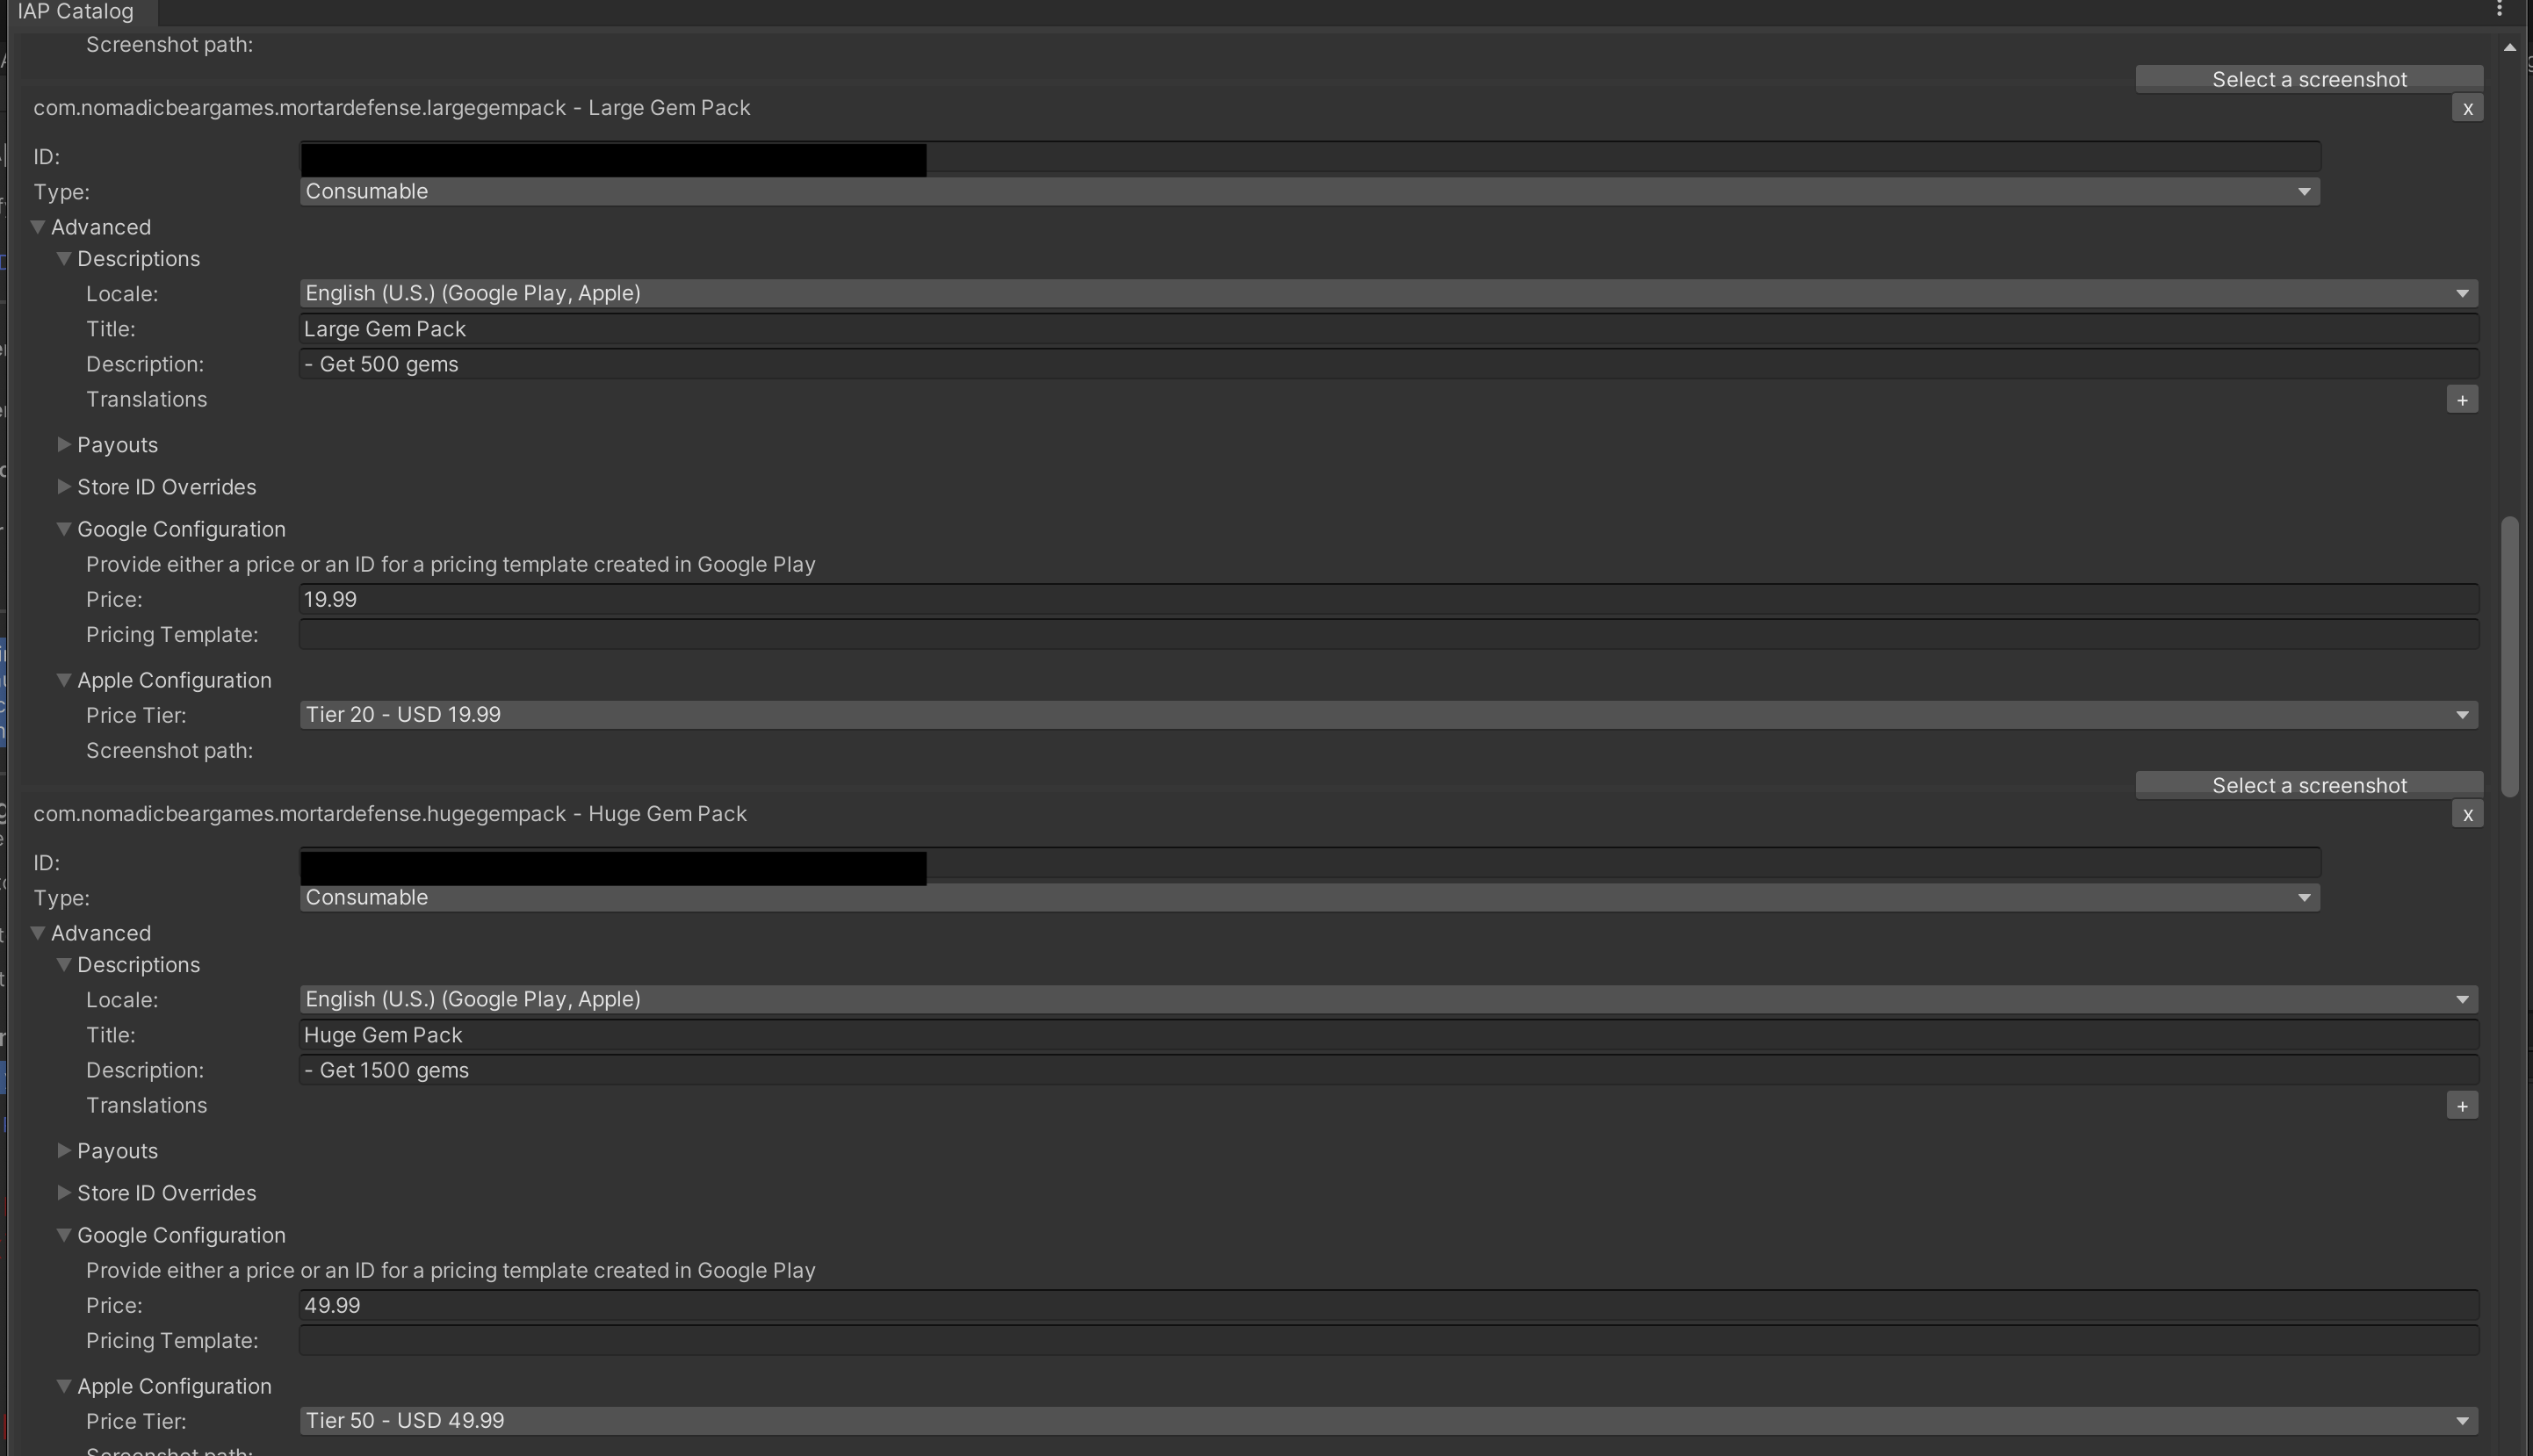 IAP Catalog
Screenshot path:
Select a screenshot
com.nomadicbeargames.mortardefense.largegempack - Large Gem Pack
x
ID:
Type: Consumable
Advanced
Descriptions
Locale: English (U.S.) (Google Play, Apple)
Title: Large Gem Pack
Description: - Get 500 gems
Translations +
Payouts
Store ID Overrides
Google Configuration
Provide either a price or an ID for a pricing template created in Google Play
Price: 19.99
Pricing Template:
Apple Configuration
Price Tier: Tier 20 - USD 19.99
Screenshot path:
Select a screenshot
com.nomadicbeargames.mortardefense.hugegempack - Huge Gem Pack
x
ID:
Type: Consumable
Advanced
Descriptions
Locale: English (U.S.) (Google Play, Apple)
Title: Huge Gem Pack
Description: - Get 1500 gems
Translations +
Payouts
Store ID Overrides
Google Configuration
Provide either a price or an ID for a pricing template created in Google Play
Price: 49.99
Pricing Template:
Apple Configuration
Price Tier: Tier 50 - USD 49.99
Screenshot path: